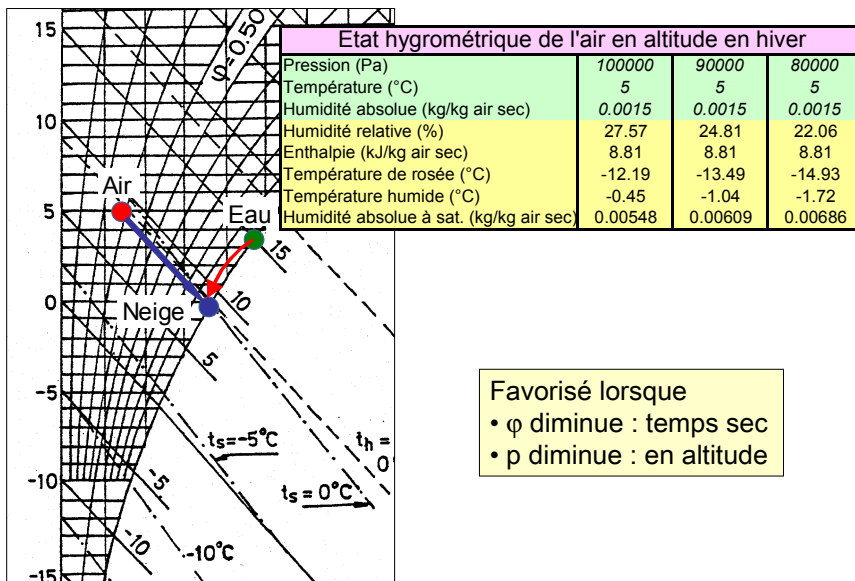 Etat hygrométrique de l'air en altitude en hiver
Pression (Pa) 100000 90000 80000
Température (°C) 5 5 5
Humidité absolue (kg/kg air sec) 0.0015 0.0015 0.0015
Humidité relative (%) 27.57 24.81 22.06
Enthalpie (kJ/kg air sec) 8.81 8.81 8.81
Température de rosée (°C) -12.19 -13.49 -14.93
Température humide (°C) -0.45 -1.04 -1.72
Humidité absolue à sat. (kg/kg air sec) 0.00548 0.00609 0.00686
15
φ=0.50
10
Air
5
Eau
15
0
Neige
10
5
-5
ts=-5°C
th=
0°
-5
-10
ts=0°C
-10
-10°C
-15
Favorisé lorsque
• φ diminue : temps sec
• p diminue : en altitude